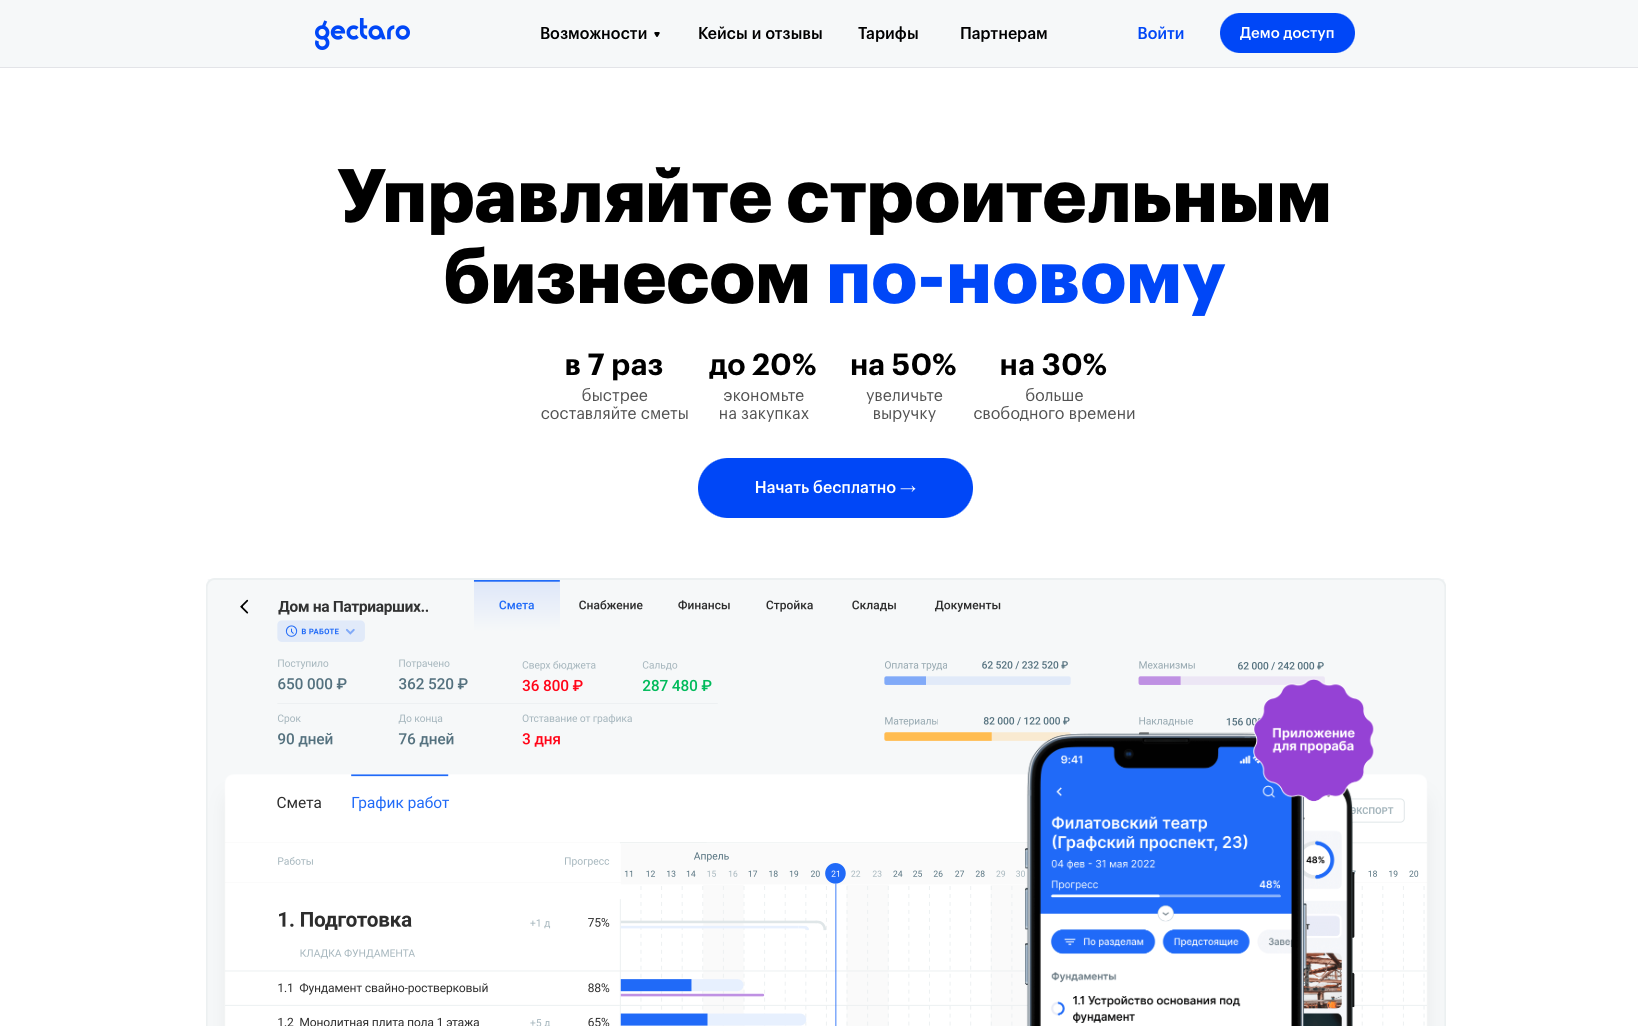 gectaro
Возможности ▾
Кейсы и отзывы
Тарифы
Партнерам
Войти
Демо доступ
Управляйте строительным
бизнесом по-новому
в 7 раз
быстрее
составляйте сметы
до 20%
экономьте
на закупках
на 50%
увеличьте
выручку
на 30%
больше
свободного времени
Начать бесплатно →
Дом на Патриарших..
В РАБОТЕ
Смета
Снабжение
Финансы
Стройка
Склады
Документы
Поступило
650 000 ₽
Потрачено
362 520 ₽
Сверх бюджета
36 800 ₽
Сальдо
287 480 ₽
Срок
90 дней
До конца
76 дней
Отставание от графика
3 дня
Оплата труда
62 520 / 232 520 ₽
Механизмы
62 000 / 242 000 ₽
Материалы
82 000 / 122 000 ₽
Накладные
Приложение
для прораба
Смета
График работ
Работы
Прогресс
Апрель
11 12 13 14 15 16 17 18 19 20 21 22 23 24 25 26 27 28 29 30
18 19 20
1. Подготовка
+1 д
75%
КЛАДКА ФУНДАМЕНТА
1.1 Фундамент свайно-ростверковый
88%
1.2 Монолитная плита пола 1 этажа
+5 д
65%
9:41
Филатовский театр
(Графский проспект, 23)
04 фев - 31 мая 2022
Прогресс
48%
По разделам
Предстоящие
Фундаменты
1.1 Устройство основания под
фундамент
48%